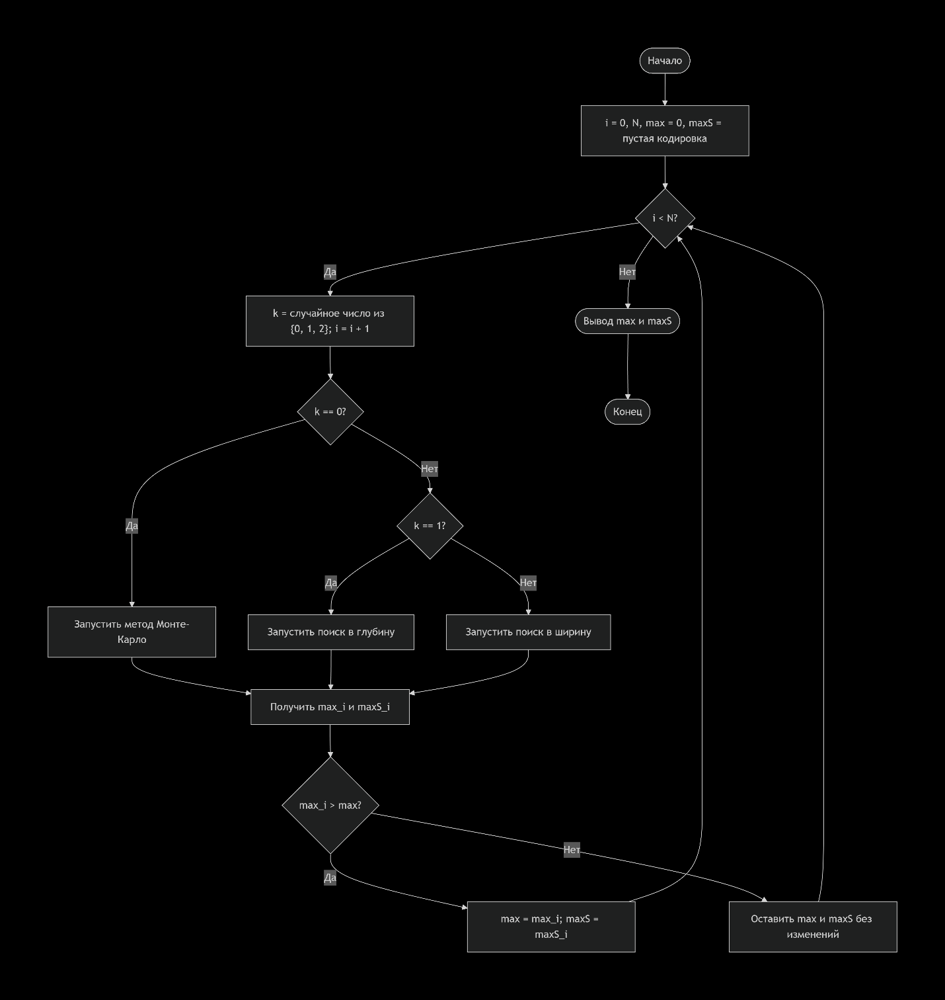 Начало
i = 0, N, max = 0, maxS =
пустая кодировка
i < N?
Да
Нет
k = случайное число из
{0, 1, 2}; i = i + 1
Вывод max и maxS
k == 0?
Конец
Нет
Да
k == 1?
Да
Нет
Запустить метод Монте-
Карло
Запустить поиск в глубину
Запустить поиск в ширину
Получить max_i и maxS_i
max_i > max?
Нет
Да
max = max_i; maxS =
maxS_i
Оставить max и maxS без
изменений